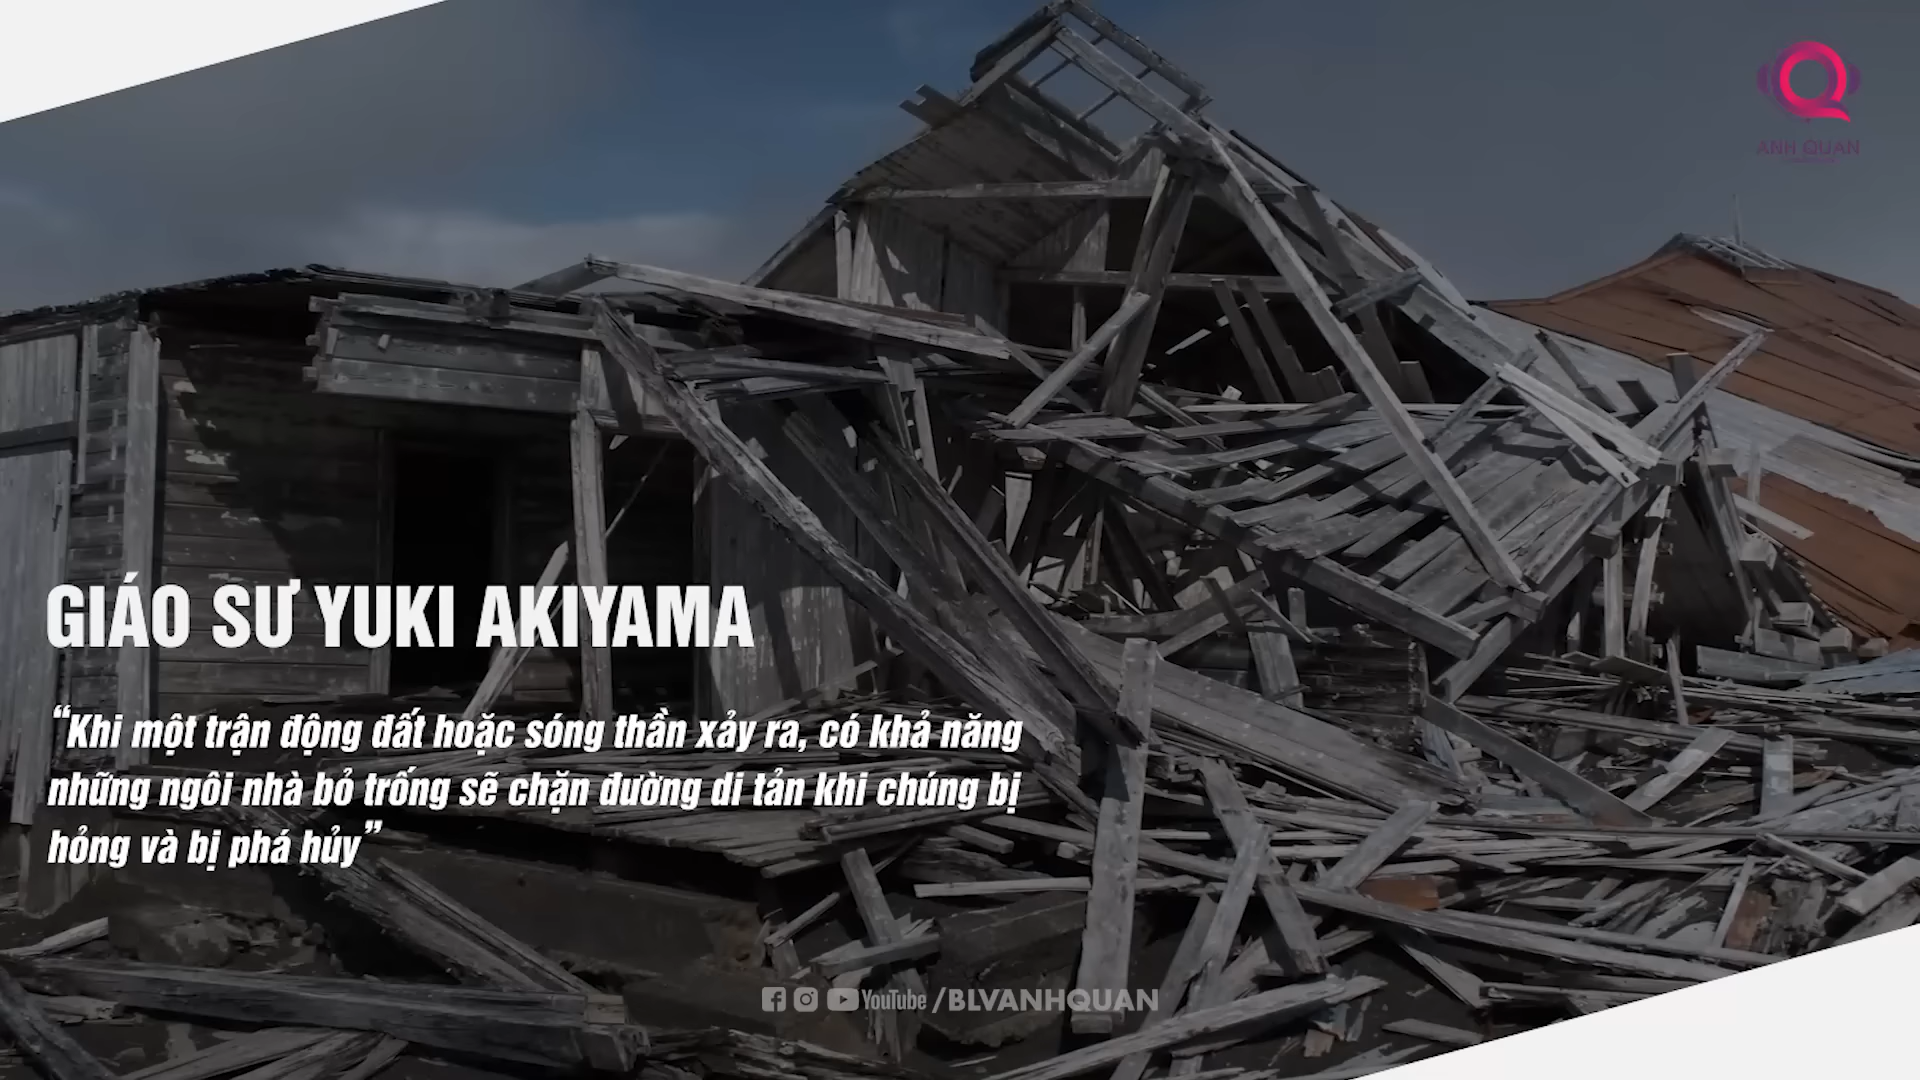 ANH QUAN
GIÁO SƯ YUKI AKIYAMA
“Khi một trận động đất hoặc sóng thần xảy ra, có khả năng
những ngôi nhà bỏ trống sẽ chặn đường di tản khi chúng bị
hỏng và bị phá hủy”
YouTube /BLVANHQUAN